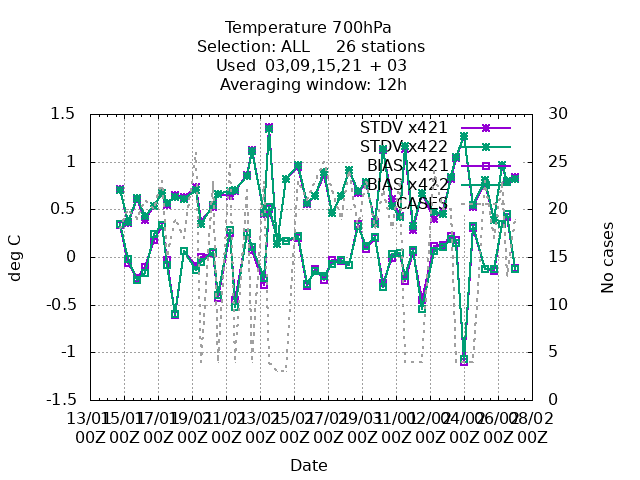 Temperature 700hPa
Selection: ALL 26 stations
Used 03,09,15,21 + 03
Averaging window: 12h
STDV x421
STDV x422
BIAS x421
BIAS x422
CASES
deg C
1.5
1
0.5
0
-0.5
-1
-1.5
30
25
20
15
10
5
0
No cases
13/01 15/01 17/01 19/01 21/01 23/01 25/01 27/01 29/01 31/01 02/02 04/02 06/02 08/02
00Z 00Z 00Z 00Z 00Z 00Z 00Z 00Z 00Z 00Z 00Z 00Z 00Z 00Z
Date